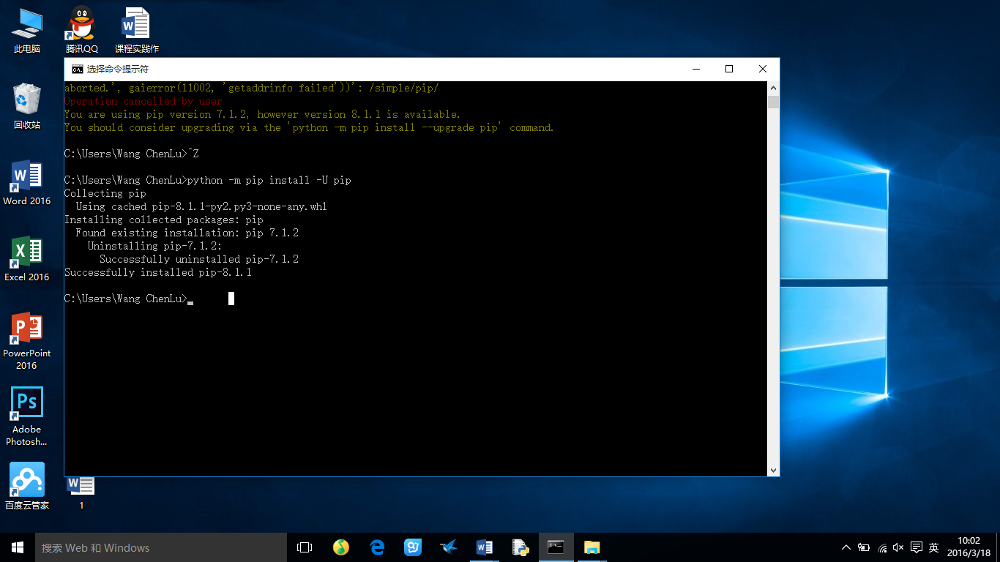 此电脑
腾讯QQ
课程实践作
回收站
Word 2016
Excel 2016
PowerPoint
2016
Ps
Adobe
Photosh...
百度云管家
1
选择命令提示符
aborted.', gaierror(11002, 'getaddrinfo failed'))': /simple/pip/
Operation cancelled by user
You are using pip version 7.1.2, however version 8.1.1 is available.
You should consider upgrading via the 'python -m pip install --upgrade pip' command.
C:\Users\Wang ChenLu>^Z
C:\Users\Wang ChenLu>python -m pip install -U pip
Collecting pip
  Using cached pip-8.1.1-py2.py3-none-any.whl
Installing collected packages: pip
  Found existing installation: pip 7.1.2
    Uninstalling pip-7.1.2:
      Successfully uninstalled pip-7.1.2
Successfully installed pip-8.1.1
C:\Users\Wang ChenLu>
搜索 Web 和 Windows
英
10:02
2016/3/18